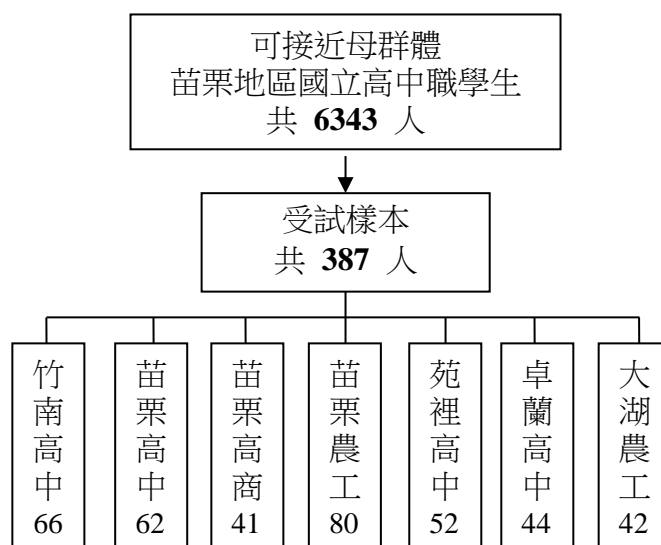 可接近母群體
苗栗地區國立高中職學生
共 6343 人
受試樣本
共 387 人
竹南高中
66
苗栗高中
62
苗栗高商
41
苗栗農工
80
苑裡高中
52
卓蘭高中
44
大湖農工
42